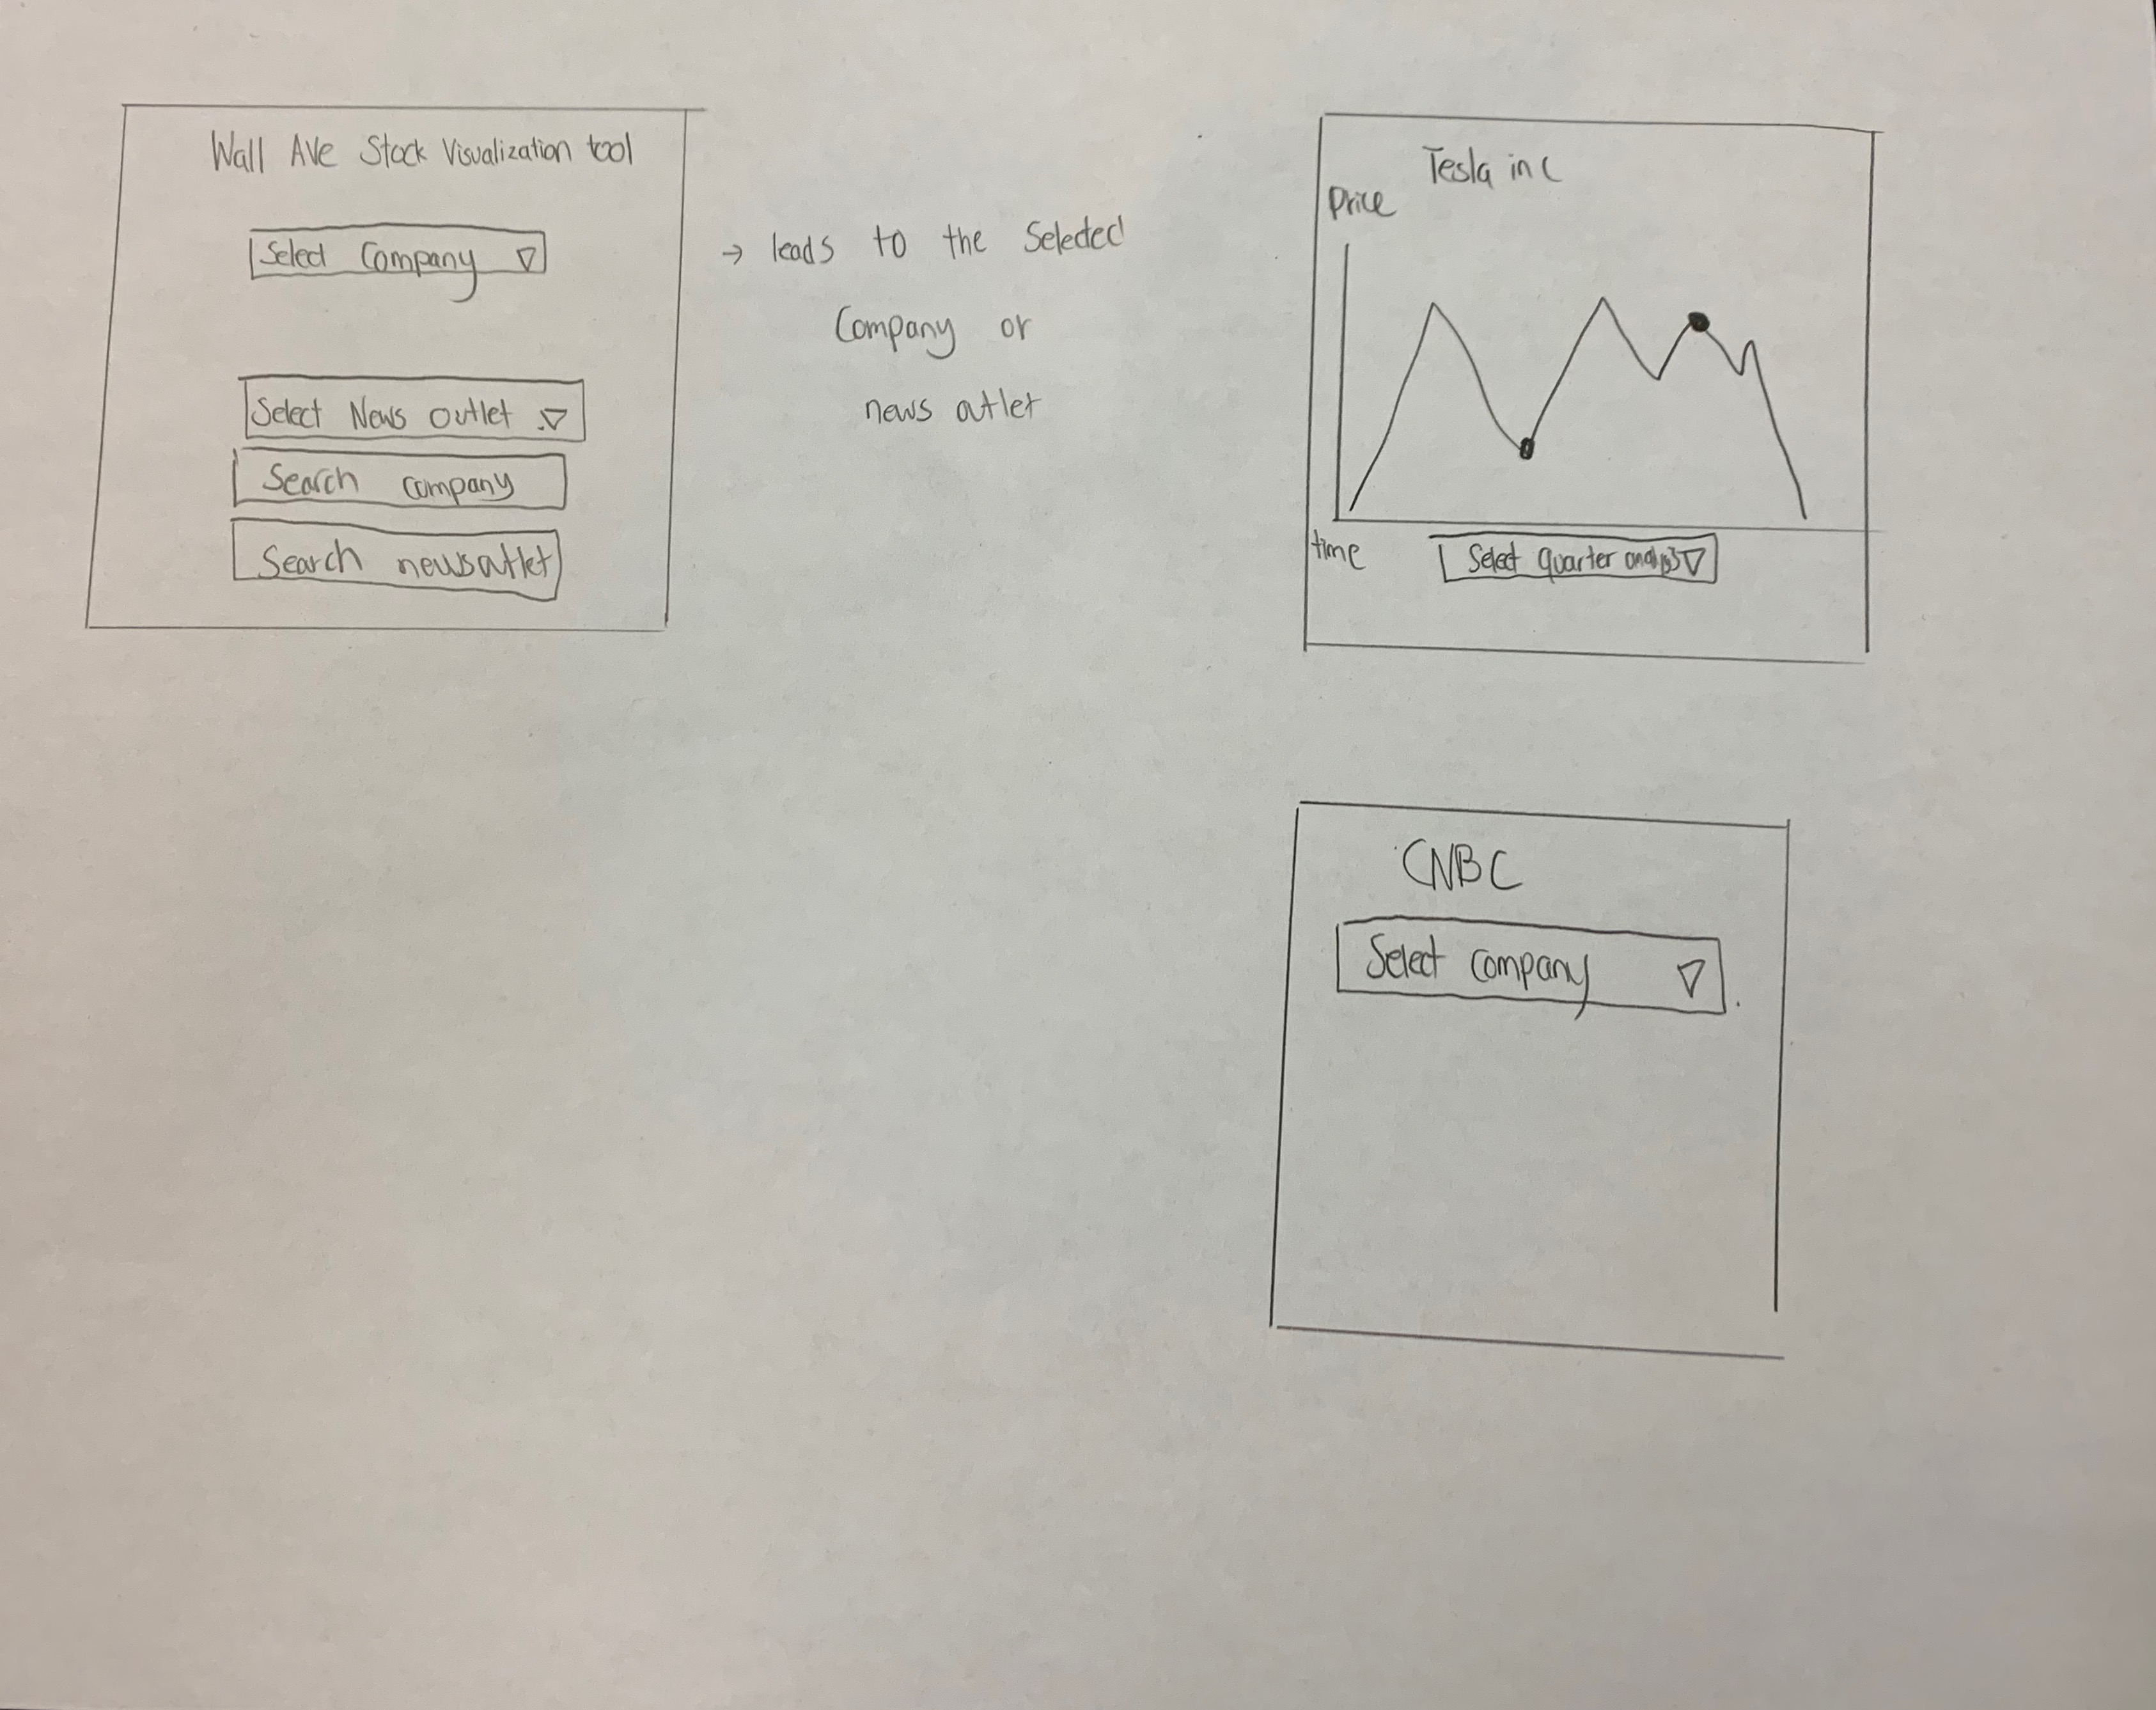 Wall Ave Stock Visualization tool
Select Company
Select News outlet
Search company
Search newsoutlet
→ leads to the selected
Company or
news outlet
Tesla inc
Price
time
Select quarter analysis
CNBC
Select company